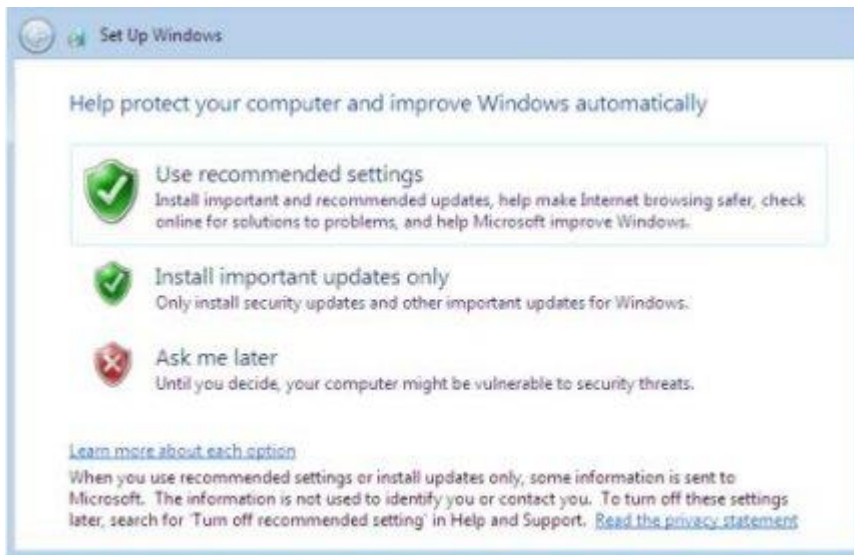 Set Up Windows
Help protect your computer and improve Windows automatically
Use recommended settings
Install important and recommended updates, help make Internet browsing safer, check
online for solutions to problems, and help Microsoft improve Windows.
Install important updates only
Only install security updates and other important updates for Windows.
Ask me later
Until you decide, your computer might be vulnerable to security threats.
Learn more about each option
When you use recommended settings or install updates only, some information is sent to
Microsoft. The information is not used to identify you or contact you. To turn off these settings
later, search for 'Turn off recommended setting' in Help and Support. Read the privacy statement